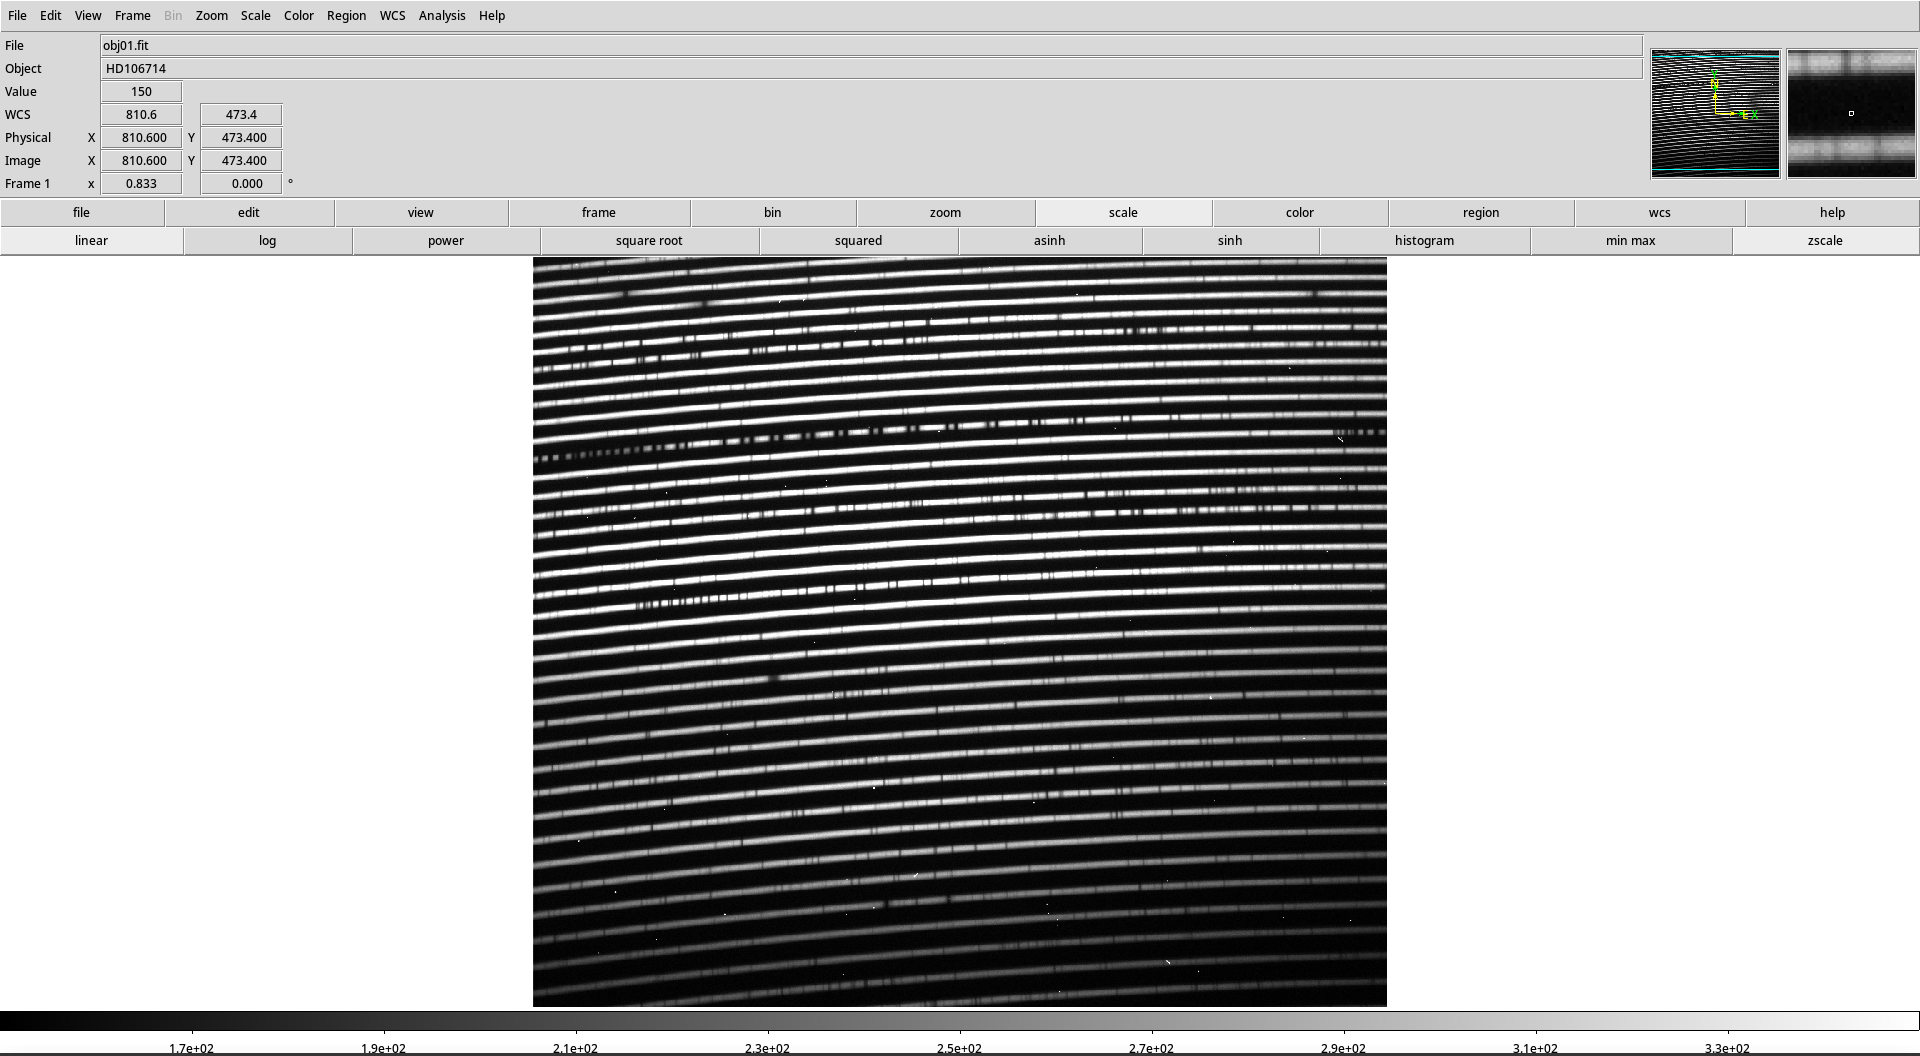 File Edit View Frame Bin Zoom Scale Color Region WCS Analysis Help
File obj01.fit
Object HD106714
Value 150
WCS 810.6 473.4
Physical X 810.600 Y 473.400
Image X 810.600 Y 473.400
Frame 1 x 0.833 0.000 °
file edit view frame bin zoom scale color region wcs help
linear log power square root squared asinh sinh histogram min max zscale
1.7e+02 1.9e+02 2.1e+02 2.3e+02 2.5e+02 2.7e+02 2.9e+02 3.1e+02 3.3e+02